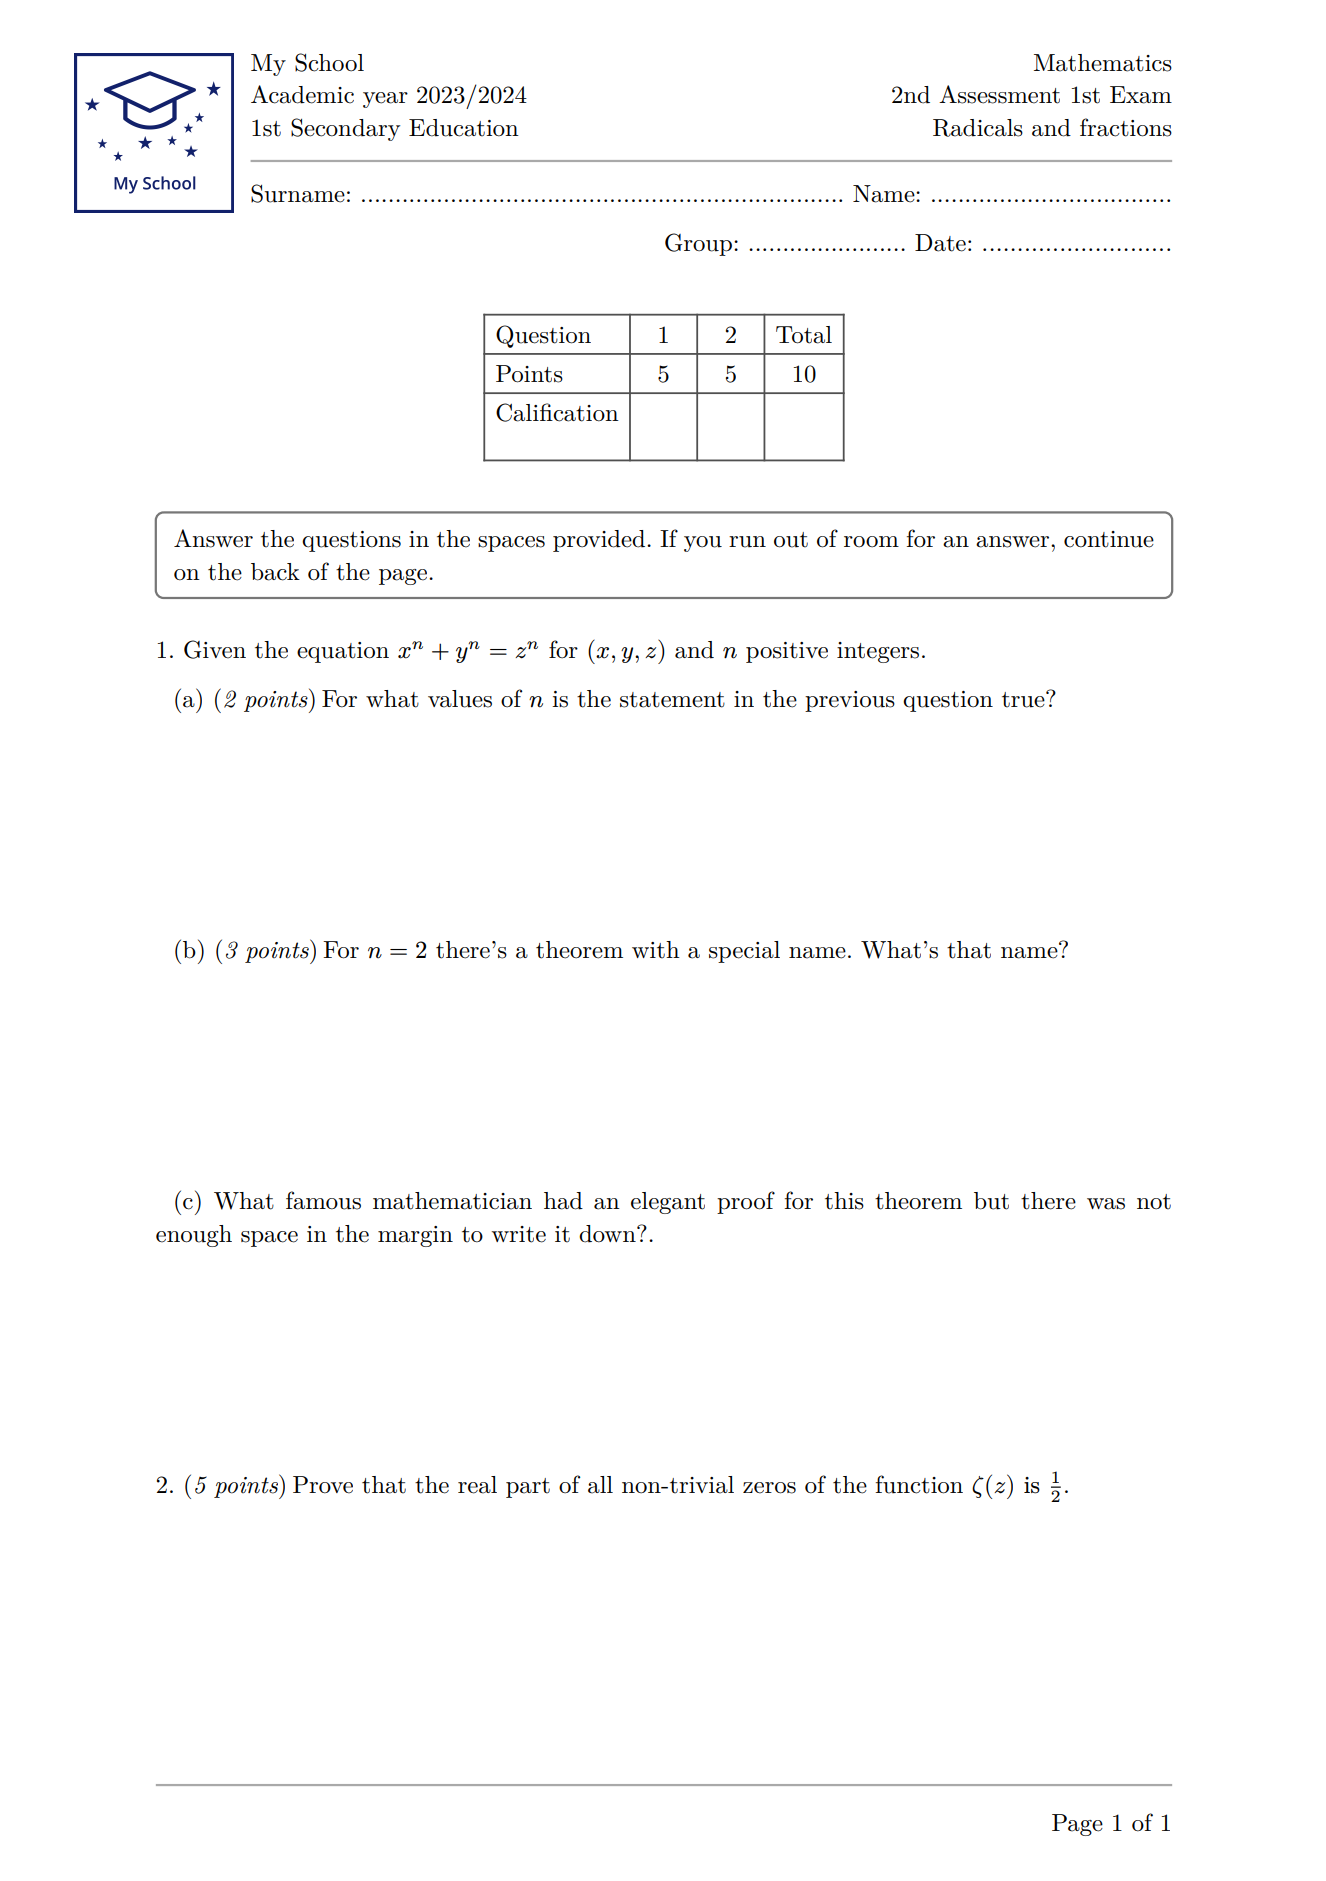 My School
My School
Academic year 2023/2024
1st Secondary Education
Mathematics
2nd Assessment 1st Exam
Radicals and fractions
Surname: ...................................................................... Name: ...................................
Group: ....................... Date: ...........................
Question 1 2 Total
Points 5 5 10
Calification
Answer the questions in the spaces provided. If you run out of room for an answer, continue
on the back of the page.
1. Given the equation xⁿ + yⁿ = zⁿ for (x, y, z) and n positive integers.
(a) (2 points) For what values of n is the statement in the previous question true?
(b) (3 points) For n = 2 there's a theorem with a special name. What's that name?
(c) What famous mathematician had an elegant proof for this theorem but there was not
enough space in the margin to write it down?.
2. (5 points) Prove that the real part of all non-trivial zeros of the function ζ(z) is ½.
Page 1 of 1